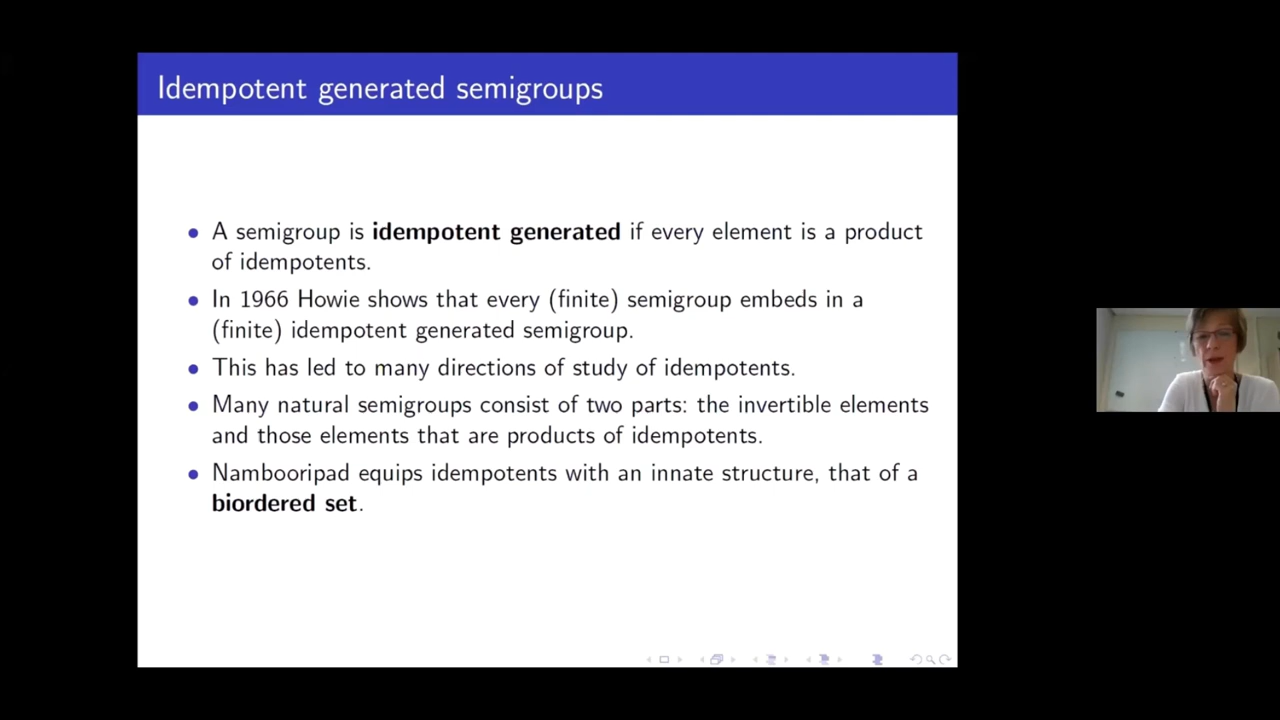 Idempotent generated semigroups
• A semigroup is idempotent generated if every element is a product
of idempotents.
• In 1966 Howie shows that every (finite) semigroup embeds in a
(finite) idempotent generated semigroup.
• This has led to many directions of study of idempotents.
• Many natural semigroups consist of two parts: the invertible elements
and those elements that are products of idempotents.
• Nambooripad equips idempotents with an innate structure, that of a
biordered set.